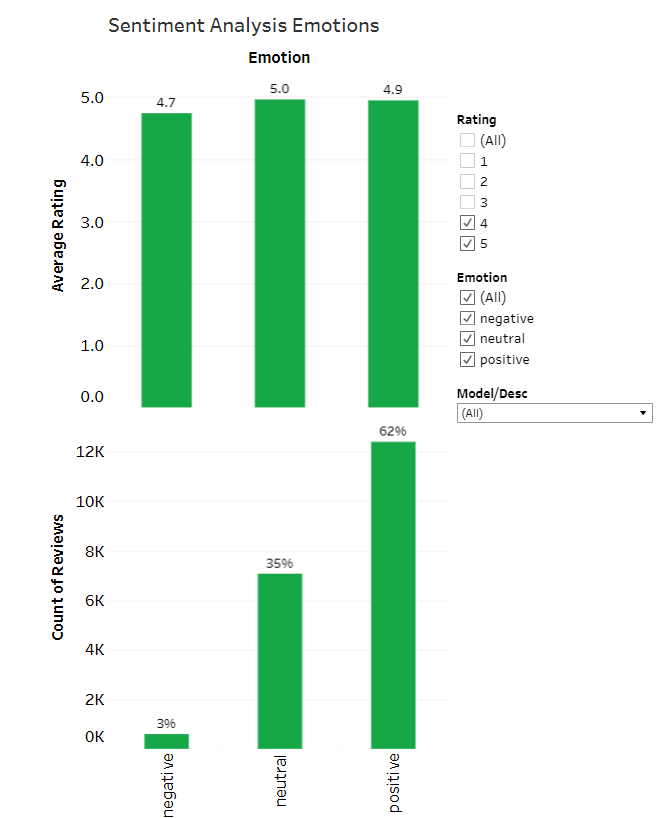 Sentiment Analysis Emotions
Emotion
Average Rating
5.0
4.0
3.0
2.0
1.0
0.0
4.7
5.0
4.9
Count of Reviews
12K
10K
8K
6K
4K
2K
0K
3%
35%
62%
negative
neutral
positive
Rating
(All)
1
2
3
4
5
Emotion
(All)
negative
neutral
positive
Model/Desc
(All)